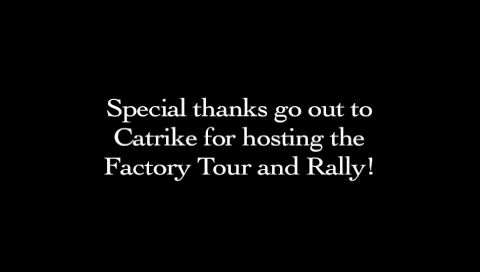 Special thanks go out to
Catrike for hosting the
Factory Tour and Rally!